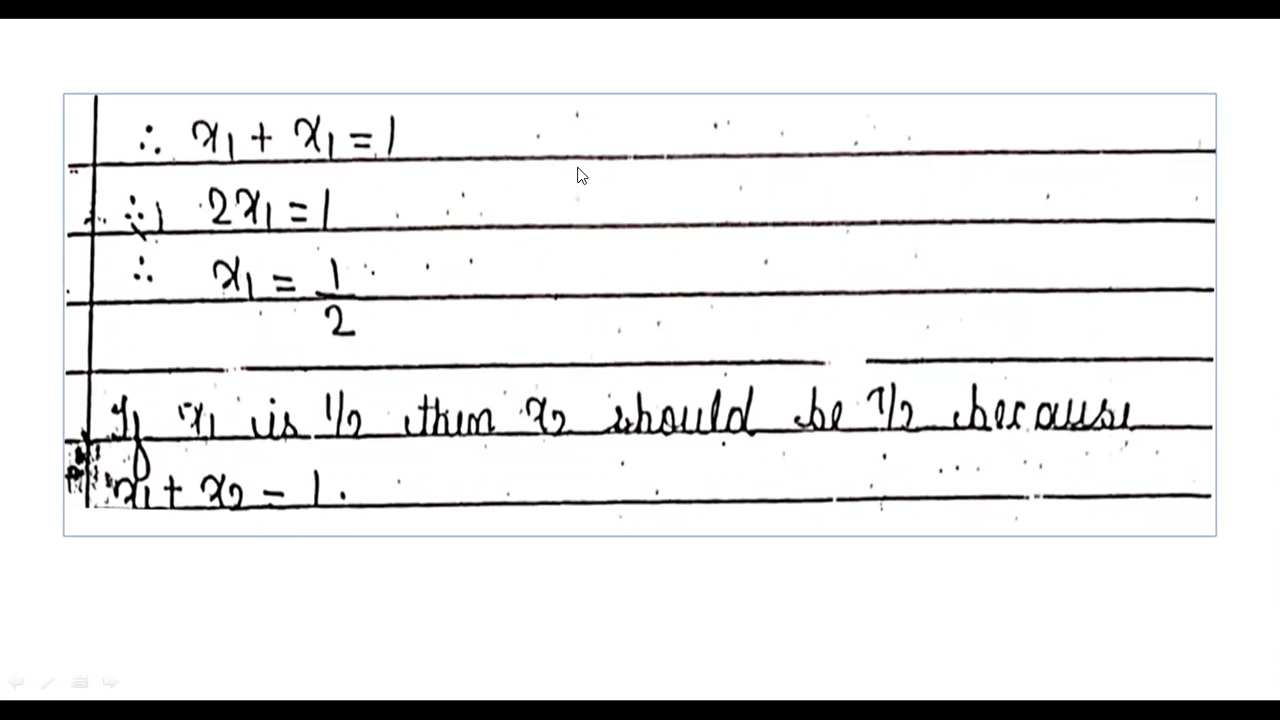 ∴ x₁ + x₁ = 1
∴ 2x₁ = 1
∴ x₁ = 1/2
If x₁ is 1/2 then x₂ should be 1/2 because
x₁ + x₂ = 1.